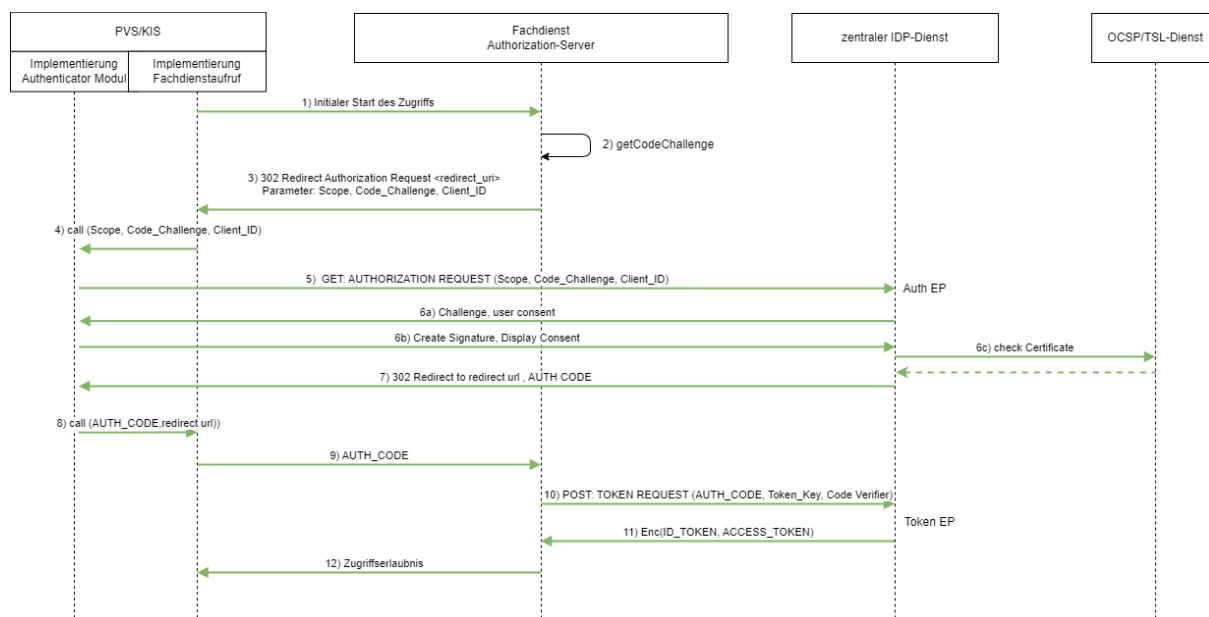 PVS/KIS
Fachdienst
Authorization-Server
zentraler IDP-Dienst
OCSP/TSL-Dienst
Implementierung
Authenticator Modul
Implementierung
Fachdienstaufruf
1) Initialer Start des Zugriffs
2) getCodeChallenge
3) 302 Redirect Authorization Request <redirect_uri>
Parameter: Scope, Code_Challenge, Client_ID
4) call (Scope, Code_Challenge, Client_ID)
5) GET: AUTHORIZATION REQUEST (Scope, Code_Challenge, Client_ID)
Auth EP
6a) Challenge, user consent
6b) Create Signature, Display Consent
6c) check Certificate
7) 302 Redirect to redirect url , AUTH CODE
8) call (AUTH_CODE,redirect url))
9) AUTH_CODE
10) POST: TOKEN REQUEST (AUTH_CODE, Token_Key, Code Verifier)
Token EP
11) Enc(ID_TOKEN, ACCESS_TOKEN)
12) Zugriffserlaubnis